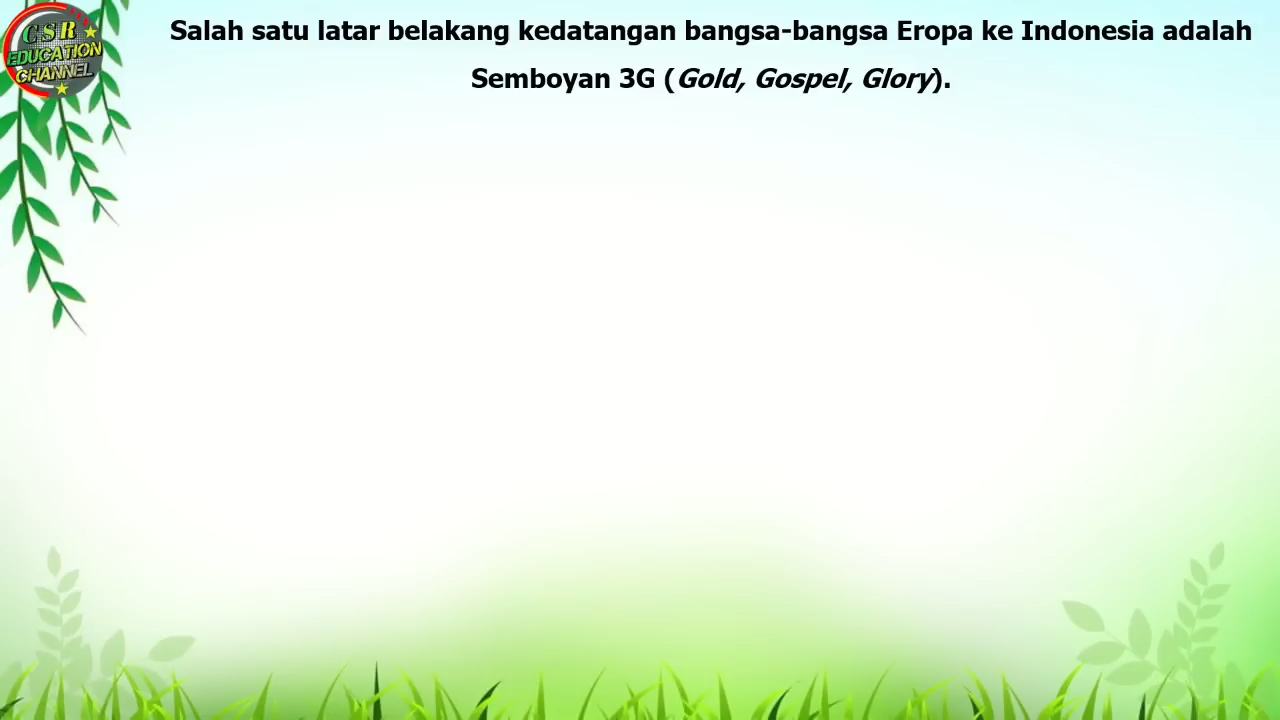 CSR
EDUCATION
CHANNEL
Salah satu latar belakang kedatangan bangsa-bangsa Eropa ke Indonesia adalah
Semboyan 3G (Gold, Gospel, Glory).